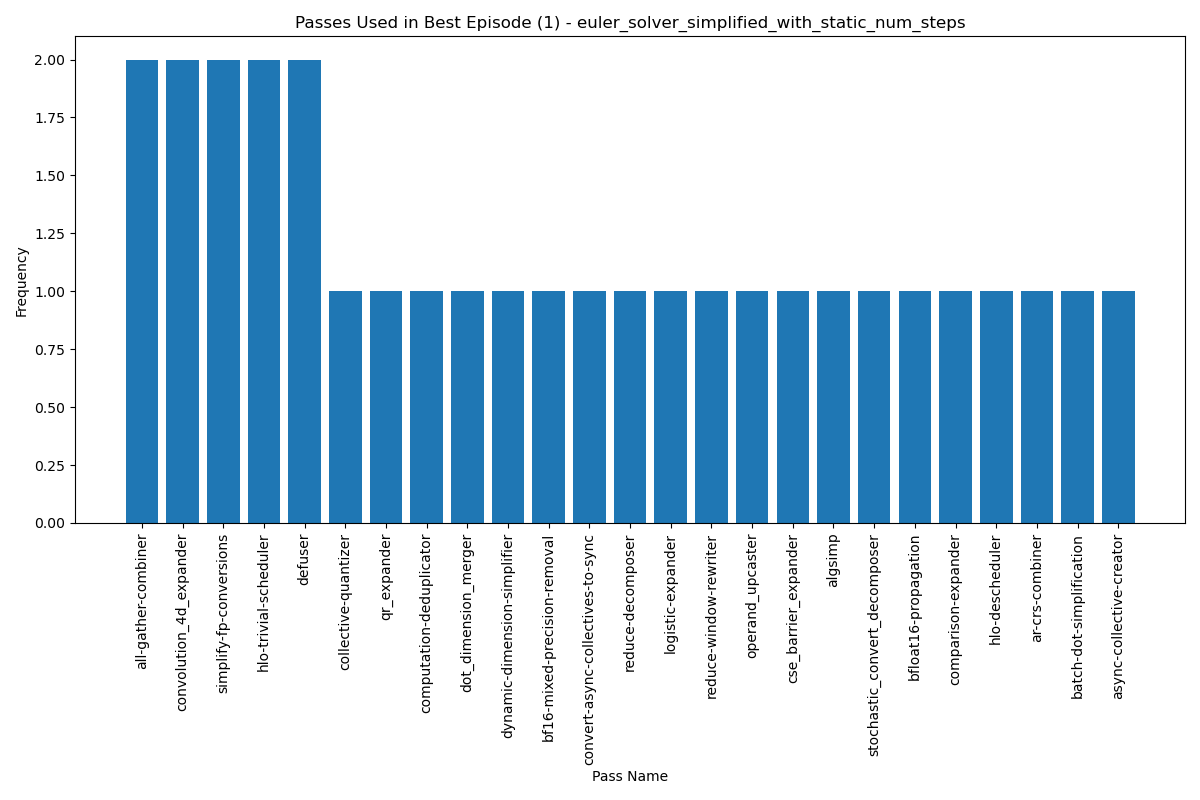 Passes Used in Best Episode (1) - euler_solver_simplified_with_static_num_steps
Frequency
2.00
1.75
1.50
1.25
1.00
0.75
0.50
0.25
0.00
all-gather-combiner
convolution_4d_expander
simplify-fp-conversions
hlo-trivial-scheduler
defuser
collective-quantizer
qr_expander
computation-deduplicator
dot_dimension_merger
dynamic-dimension-simplifier
bf16-mixed-precision-removal
convert-async-collectives-to-sync
reduce-decomposer
logistic-expander
reduce-window-rewriter
operand_upcaster
cse_barrier_expander
algsimp
stochastic_convert_decomposer
bfloat16-propagation
comparison-expander
hlo-descheduler
ar-crs-combiner
batch-dot-simplification
async-collective-creator
Pass Name